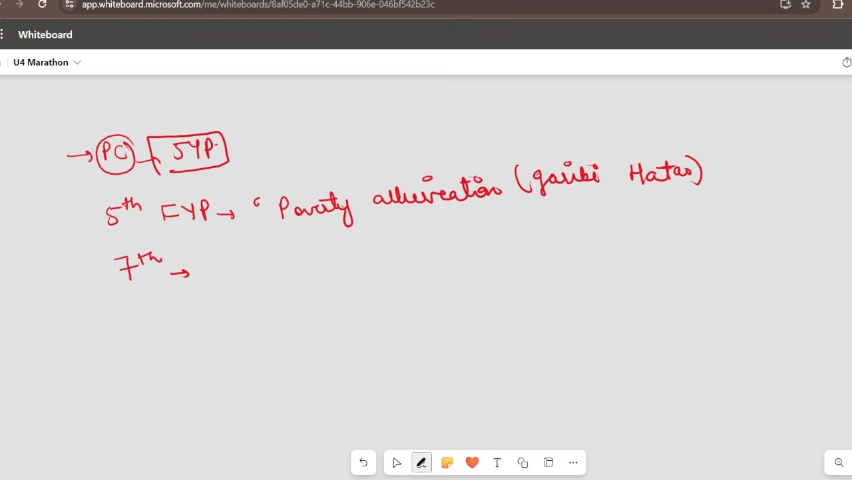 app.whiteboard.microsoft.com/me/whiteboards/8af05de0-a71c-44bb-906e-046bf542b23c
Whiteboard
U4 Marathon
→ PC 5YP
5th FYP → " Poverty alleviation (garibi Hatao)
7th →
T